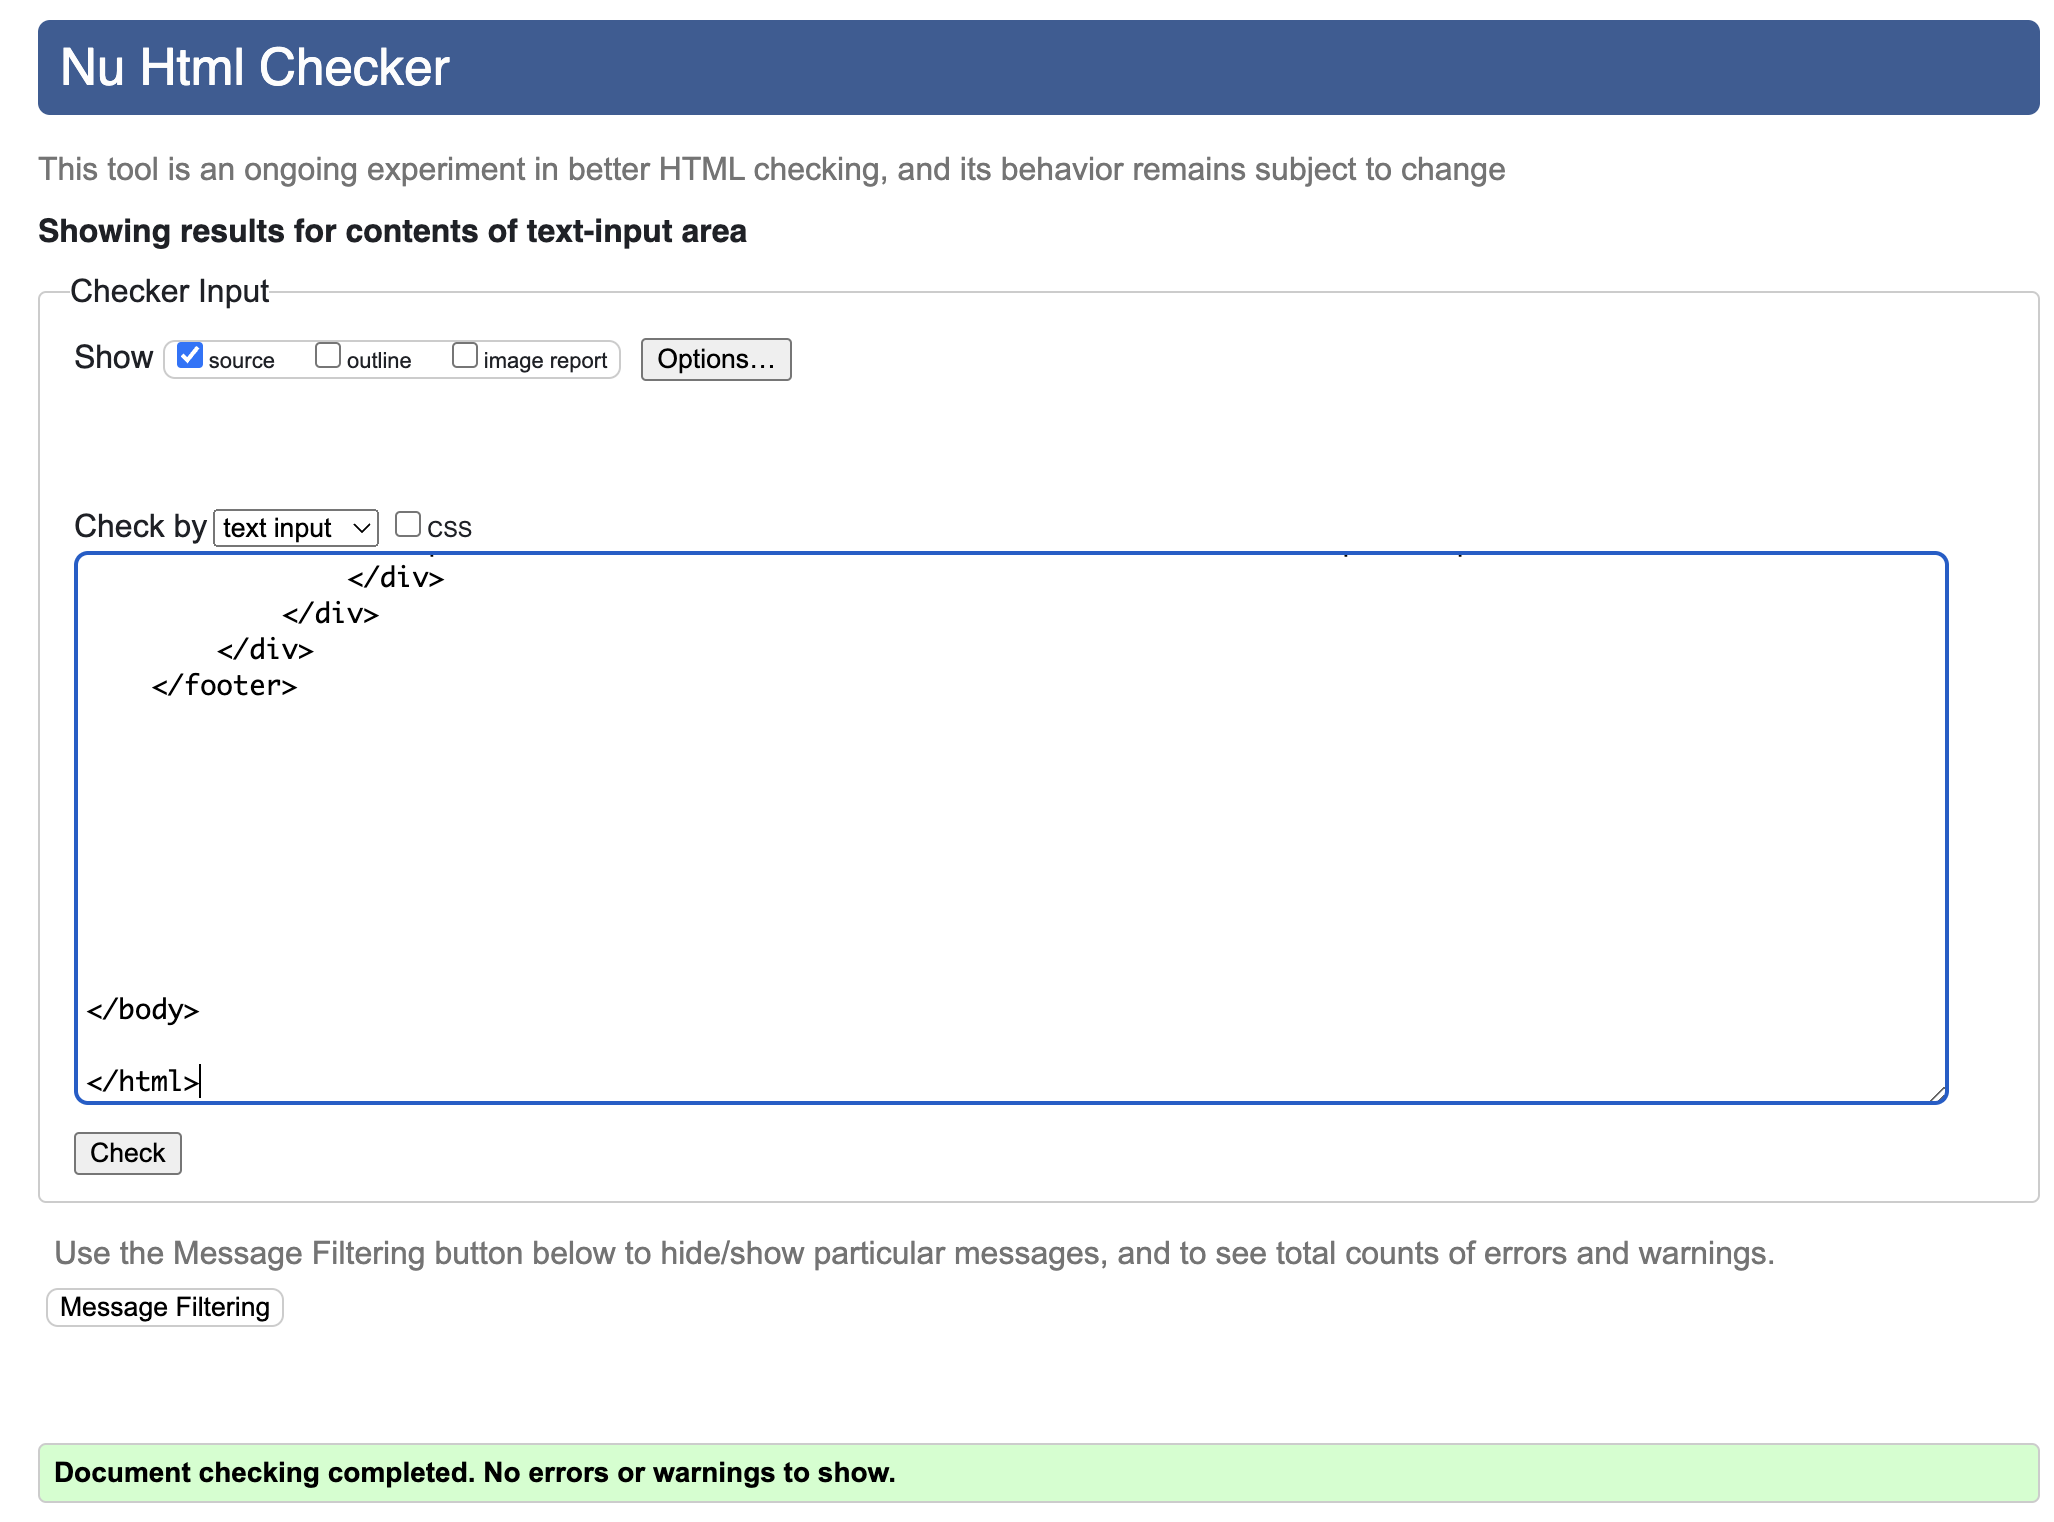 Nu Html Checker
This tool is an ongoing experiment in better HTML checking, and its behavior remains subject to change
Showing results for contents of text-input area
Checker Input
Show source outline image report Options...
Check by text input css
</div>
</div>
</div>
</footer>
</body>
</html>
Check
Use the Message Filtering button below to hide/show particular messages, and to see total counts of errors and warnings.
Message Filtering
Document checking completed. No errors or warnings to show.